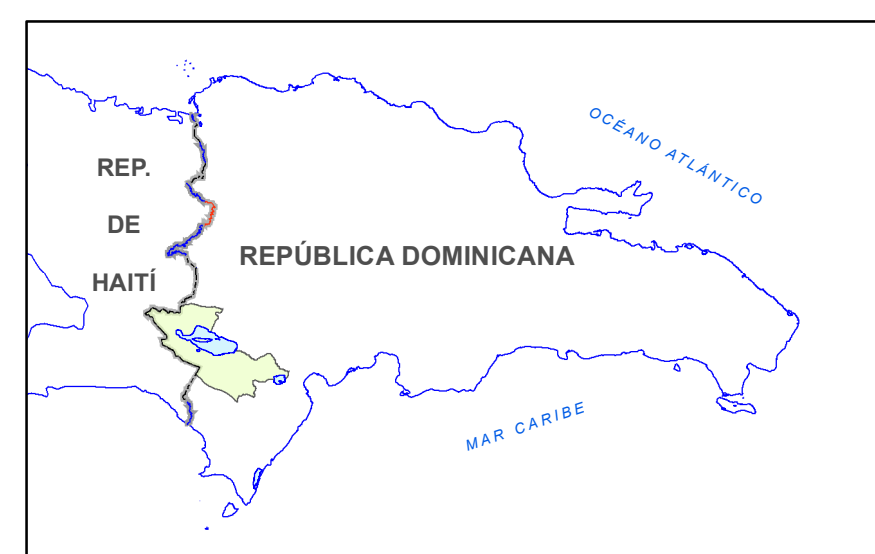 OCÉANO ATLÁNTICO
REP.
DE
HAITÍ
REPÚBLICA DOMINICANA
MAR CARIBE